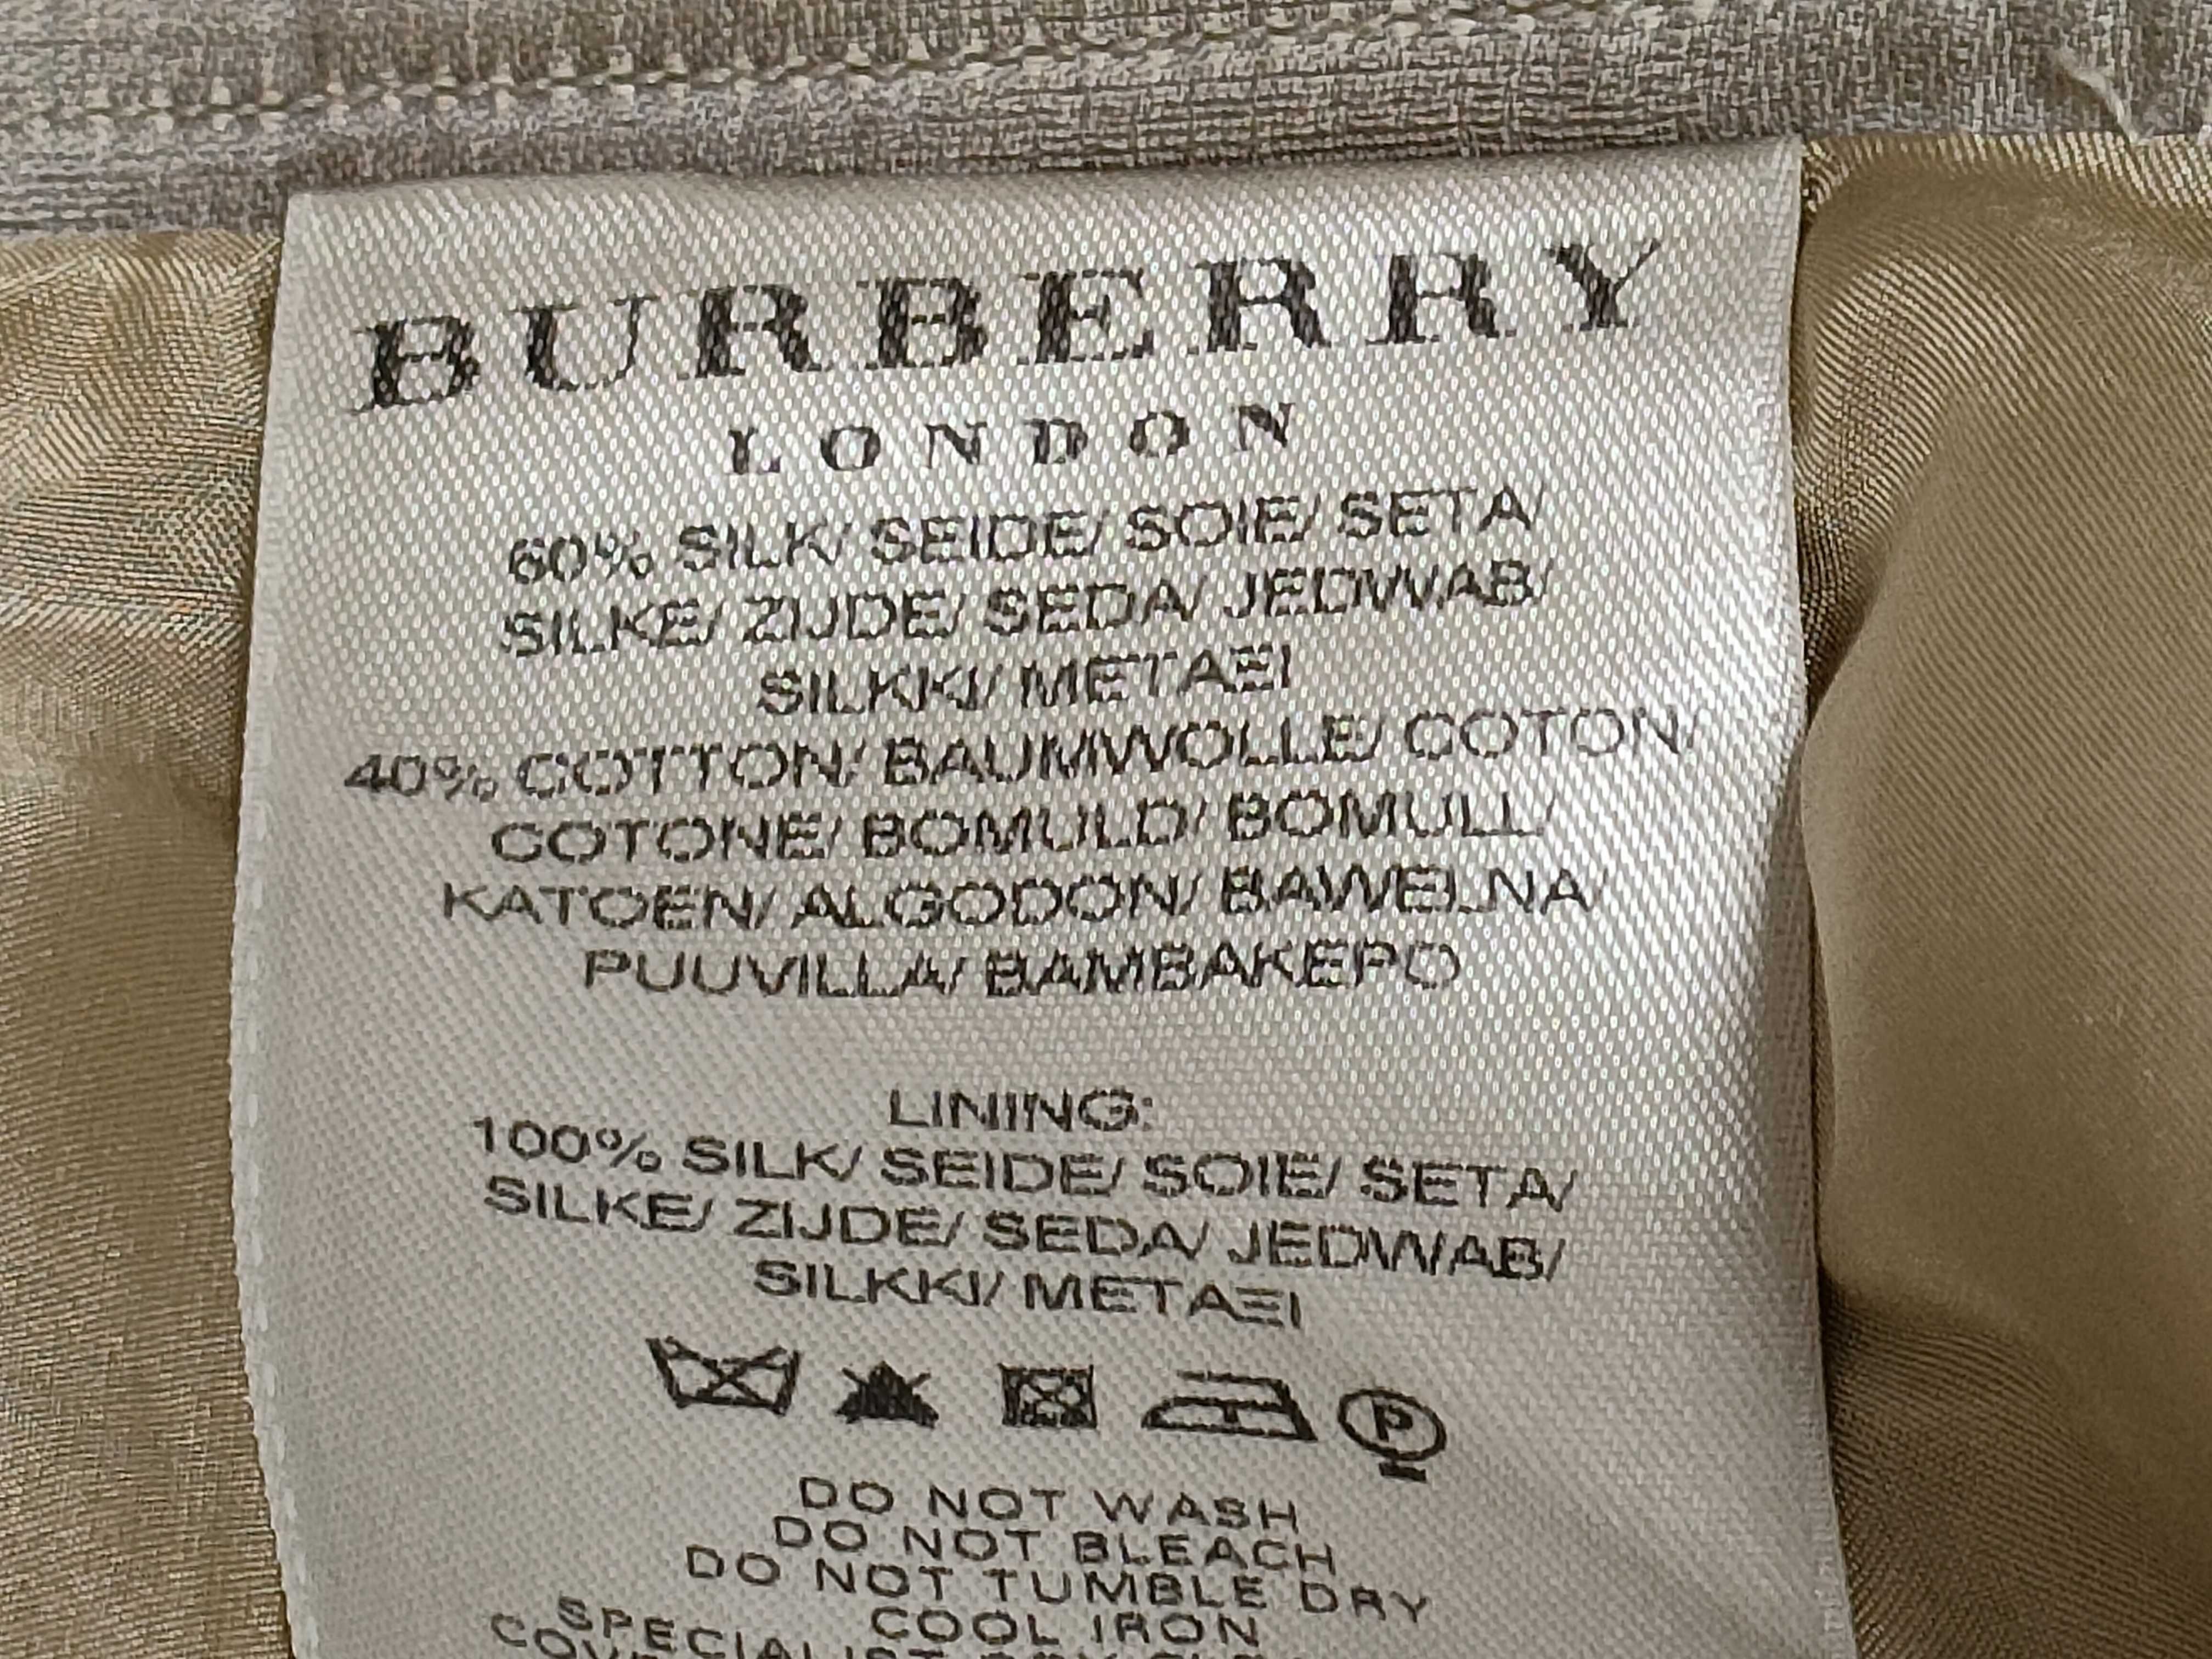 BURBERRY
LONDON
60% SILK/ SEIDE/ SOIE/ SETA/
SILKE/ ZIJDE/ SEDA/ JEDWAB/
SILKKI/ METAΞI
40% COTTON/ BAUMWOLLE/ COTON/
COTONE/ BOMULD/ BOMULL/
KATOEN/ ALGODON/ BAWELNA/
PUUVILLA/ BAMBAKEPO
LINING:
100% SILK/ SEIDE/ SOIE/ SETA/
SILKE/ ZIJDE/ SEDA/ JEDWAB/
SILKKI/ METAΞI
P
DO NOT WASH
DO NOT BLEACH
DO NOT TUMBLE DRY
COOL IRON
SPECIALIST